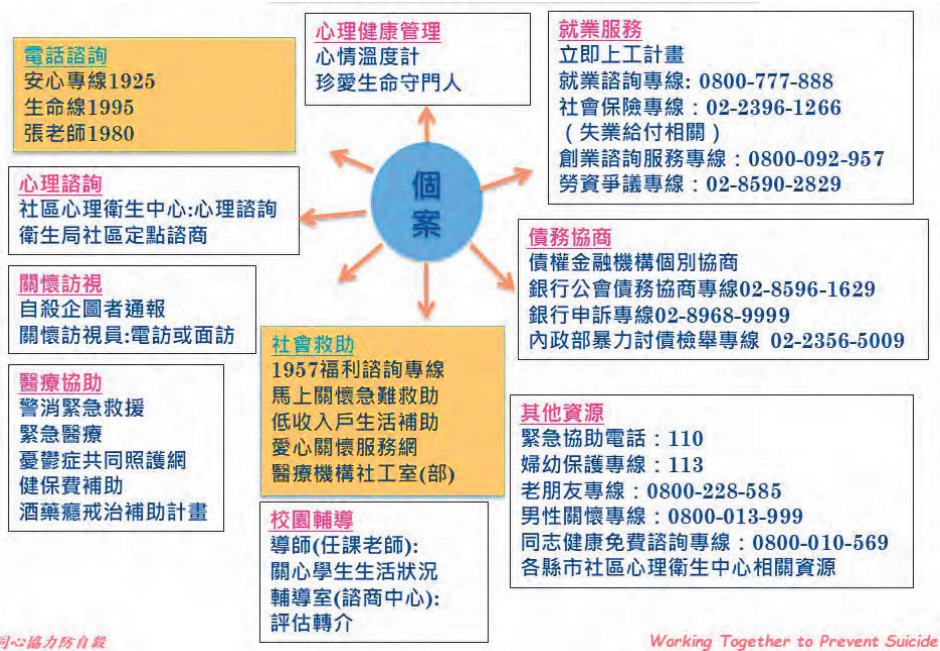 電話諮詢
安心專線1925
生命線1995
張老師1980
心理健康管理
心情溫度計
珍愛生命守門人
就業服務
立即上工計畫
就業諮詢專線: 0800-777-888
社會保險專線：02-2396-1266
（失業給付相關）
創業諮詢服務專線：0800-092-957
勞資爭議專線：02-8590-2829
個
案
心理諮詢
社區心理衛生中心:心理諮詢
衛生局社區定點諮商
債務協商
債權金融機構個別協商
銀行公會債務協商專線02-8596-1629
銀行申訴專線02-8968-9999
內政部暴力討債檢舉專線 02-2356-5009
關懷訪視
自殺企圖者通報
關懷訪視員:電訪或面訪
社會救助
1957福利諮詢專線
馬上關懷急難救助
低收入戶生活補助
愛心關懷服務網
醫療機構社工室(部)
醫療協助
警消緊急救援
緊急醫療
憂鬱症共同照護網
健保費補助
酒藥癮戒治補助計畫
其他資源
緊急協助電話：110
婦幼保護專線：113
老朋友專線：0800-228-585
男性關懷專線：0800-013-999
同志健康免費諮詢專線：0800-010-569
各縣市社區心理衛生中心相關資源
校園輔導
導師(任課老師):
關心學生生活狀況
輔導室(諮商中心):
評估轉介
同心協力防自殺
Working Together to Prevent Suicide